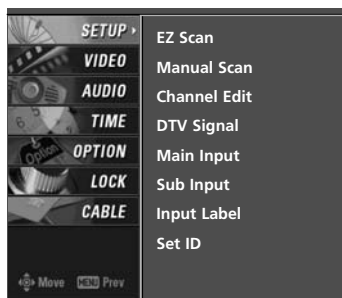 SETUP
VIDEO
AUDIO
TIME
OPTION
LOCK
CABLE
Move MENU Prev
EZ Scan
Manual Scan
Channel Edit
DTV Signal
Main Input
Sub Input
Input Label
Set ID